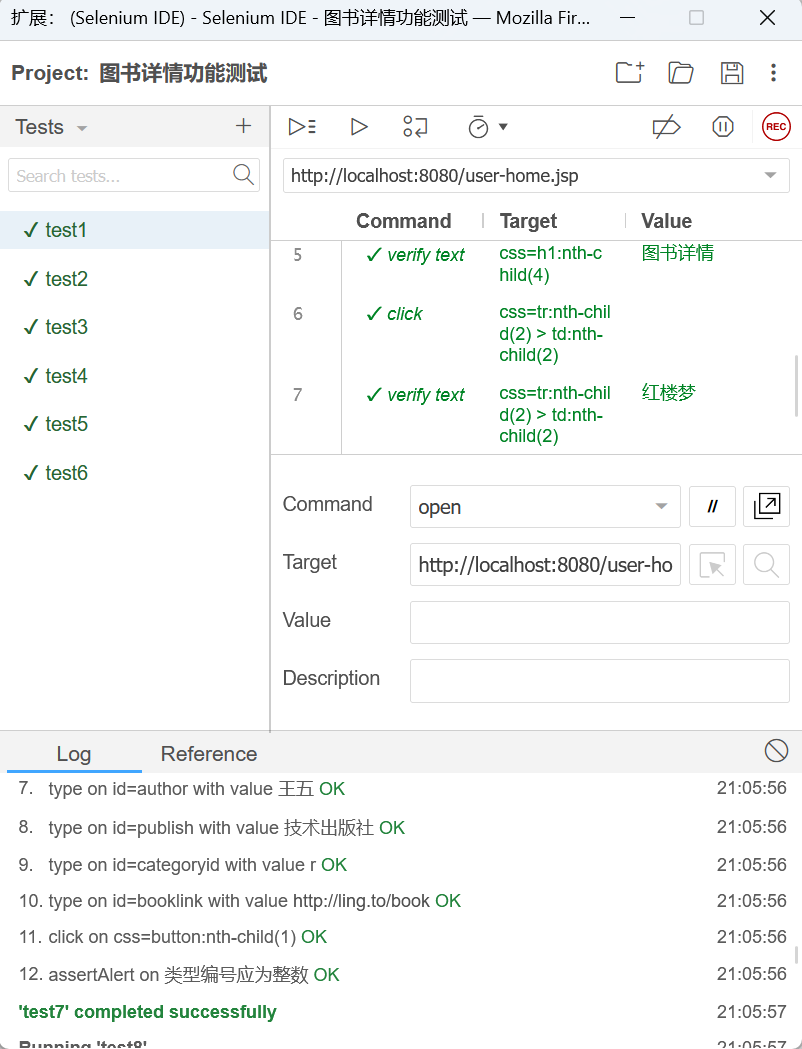 扩展： (Selenium IDE) - Selenium IDE - 图书详情功能测试 — Mozilla Fir...
Project: 图书详情功能测试
Tests
REC
Search tests...
http://localhost:8080/user-home.jsp
Command Target Value
test1
test2
test3
test4
test5
test6
5 ✓ verify text css=h1:nth-c 图书详情
hild(4)
6 ✓ click css=tr:nth-chil
d(2) > td:nth-
child(2)
7 ✓ verify text css=tr:nth-chil 红楼梦
d(2) > td:nth-
child(2)
Command open //
Target http://localhost:8080/user-ho
Value
Description
Log Reference
7. type on id=author with value 王五 OK 21:05:56
8. type on id=publish with value 技术出版社 OK 21:05:56
9. type on id=categoryid with value r OK 21:05:56
10. type on id=booklink with value http://ling.to/book OK 21:05:56
11. click on css=button:nth-child(1) OK 21:05:56
12. assertAlert on 类型编号应为整数 OK 21:05:56
'test7' completed successfully 21:05:57
Running 'test8' 21:05:57